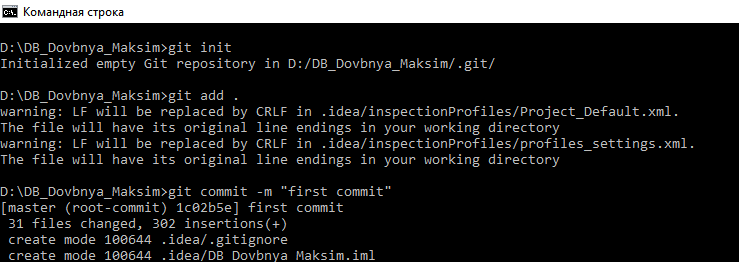 Командная строка
D:\DB_Dovbnya_Maksim>git init
Initialized empty Git repository in D:/DB_Dovbnya_Maksim/.git/
D:\DB_Dovbnya_Maksim>git add .
warning: LF will be replaced by CRLF in .idea/inspectionProfiles/Project_Default.xml.
The file will have its original line endings in your working directory
warning: LF will be replaced by CRLF in .idea/inspectionProfiles/profiles_settings.xml.
The file will have its original line endings in your working directory
D:\DB_Dovbnya_Maksim>git commit -m "first commit"
[master (root-commit) 1c02b5e] first commit
 31 files changed, 302 insertions(+)
 create mode 100644 .idea/.gitignore
 create mode 100644 .idea/DB_Dovbnya_Maksim.iml